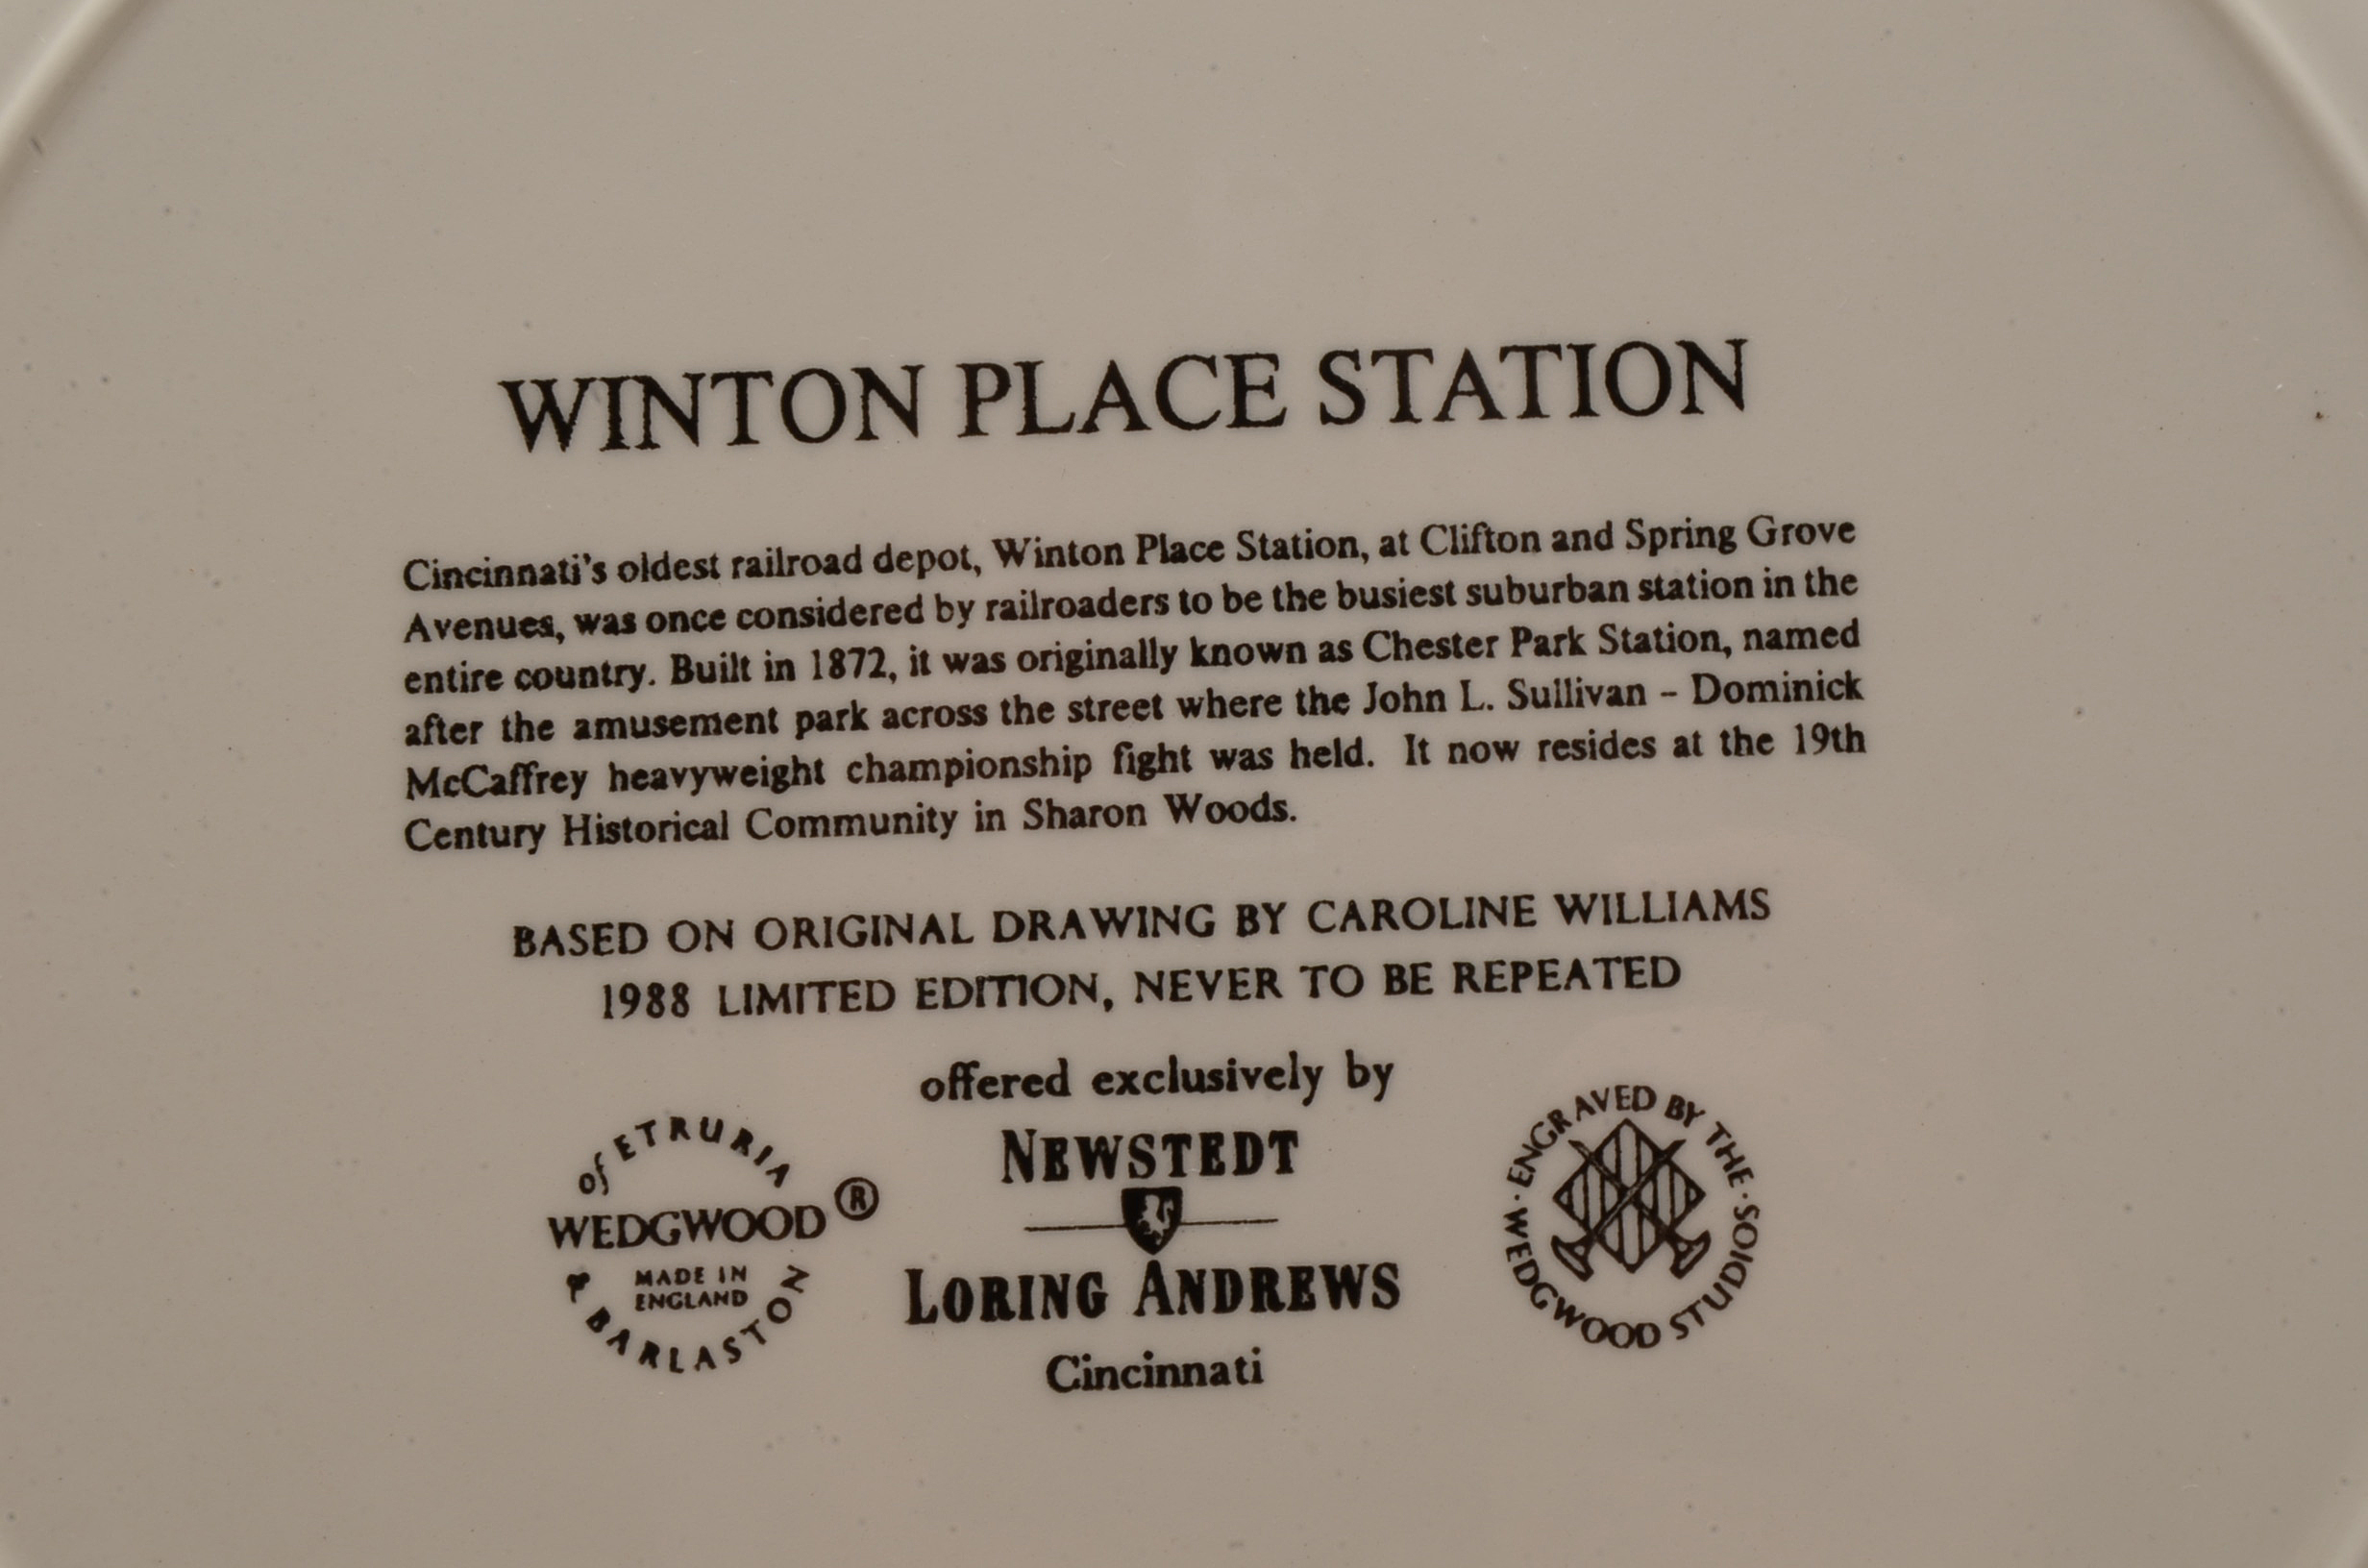 WINTON PLACE STATION
Cincinnati's oldest railroad depot, Winton Place Station, at Clifton and Spring Grove
Avenues, was once considered by railroaders to be the busiest suburban station in the
entire country. Built in 1872, it was originally known as Chester Park Station, named
after the amusement park across the street where the John L. Sullivan – Dominick
McCaffrey heavyweight championship fight was held. It now resides at the 19th
Century Historical Community in Sharon Woods.
BASED ON ORIGINAL DRAWING BY CAROLINE WILLIAMS
1988 LIMITED EDITION, NEVER TO BE REPEATED
offered exclusively by
of ETRURIA
WEDGWOOD ®
MADE IN
ENGLAND
& BARLASTON
NEWSTEDT
LORING ANDREWS
Cincinnati
ENGRAVED BY THE
· WEDGWOOD STUDIOS ·